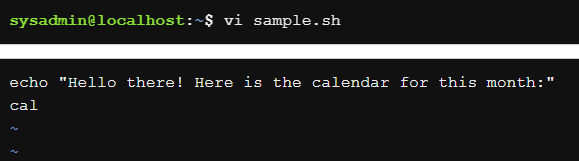 sysadmin@localhost:~$ vi sample.sh
echo "Hello there! Here is the calendar for this month:"
cal
~
~